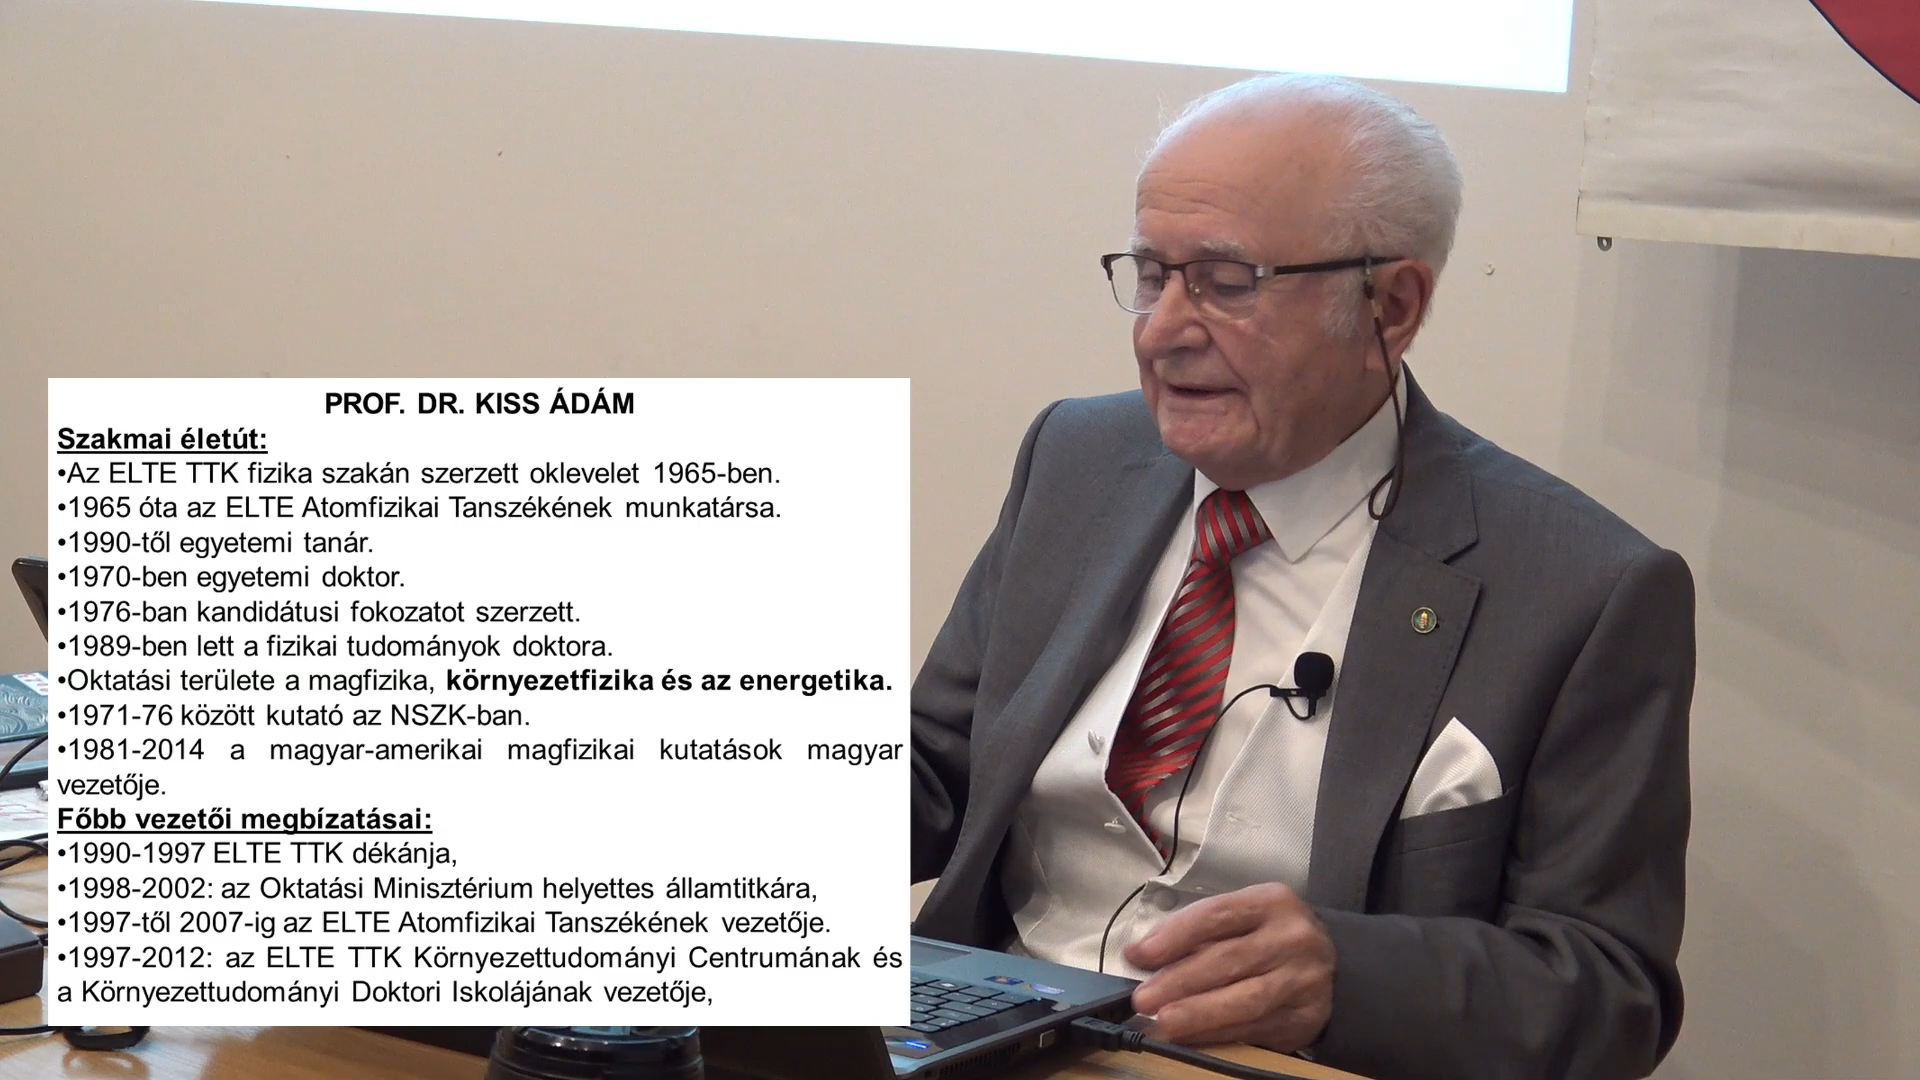 PROF. DR. KISS ÁDÁM
Szakmai életút:
•Az ELTE TTK fizika szakán szerzett oklevelet 1965-ben.
•1965 óta az ELTE Atomfizikai Tanszékének munkatársa.
•1990-től egyetemi tanár.
•1970-ben egyetemi doktor.
•1976-ban kandidátusi fokozatot szerzett.
•1989-ben lett a fizikai tudományok doktora.
•Oktatási területe a magfizika, környezetfizika és az energetika.
•1971-76 között kutató az NSZK-ban.
•1981-2014 a magyar-amerikai magfizikai kutatások magyar
vezetője.
Főbb vezetői megbízatásai:
•1990-1997 ELTE TTK dékánja,
•1998-2002: az Oktatási Minisztérium helyettes államtitkára,
•1997-től 2007-ig az ELTE Atomfizikai Tanszékének vezetője.
•1997-2012: az ELTE TTK Környezettudományi Centrumának és
a Környezettudományi Doktori Iskolájának vezetője,